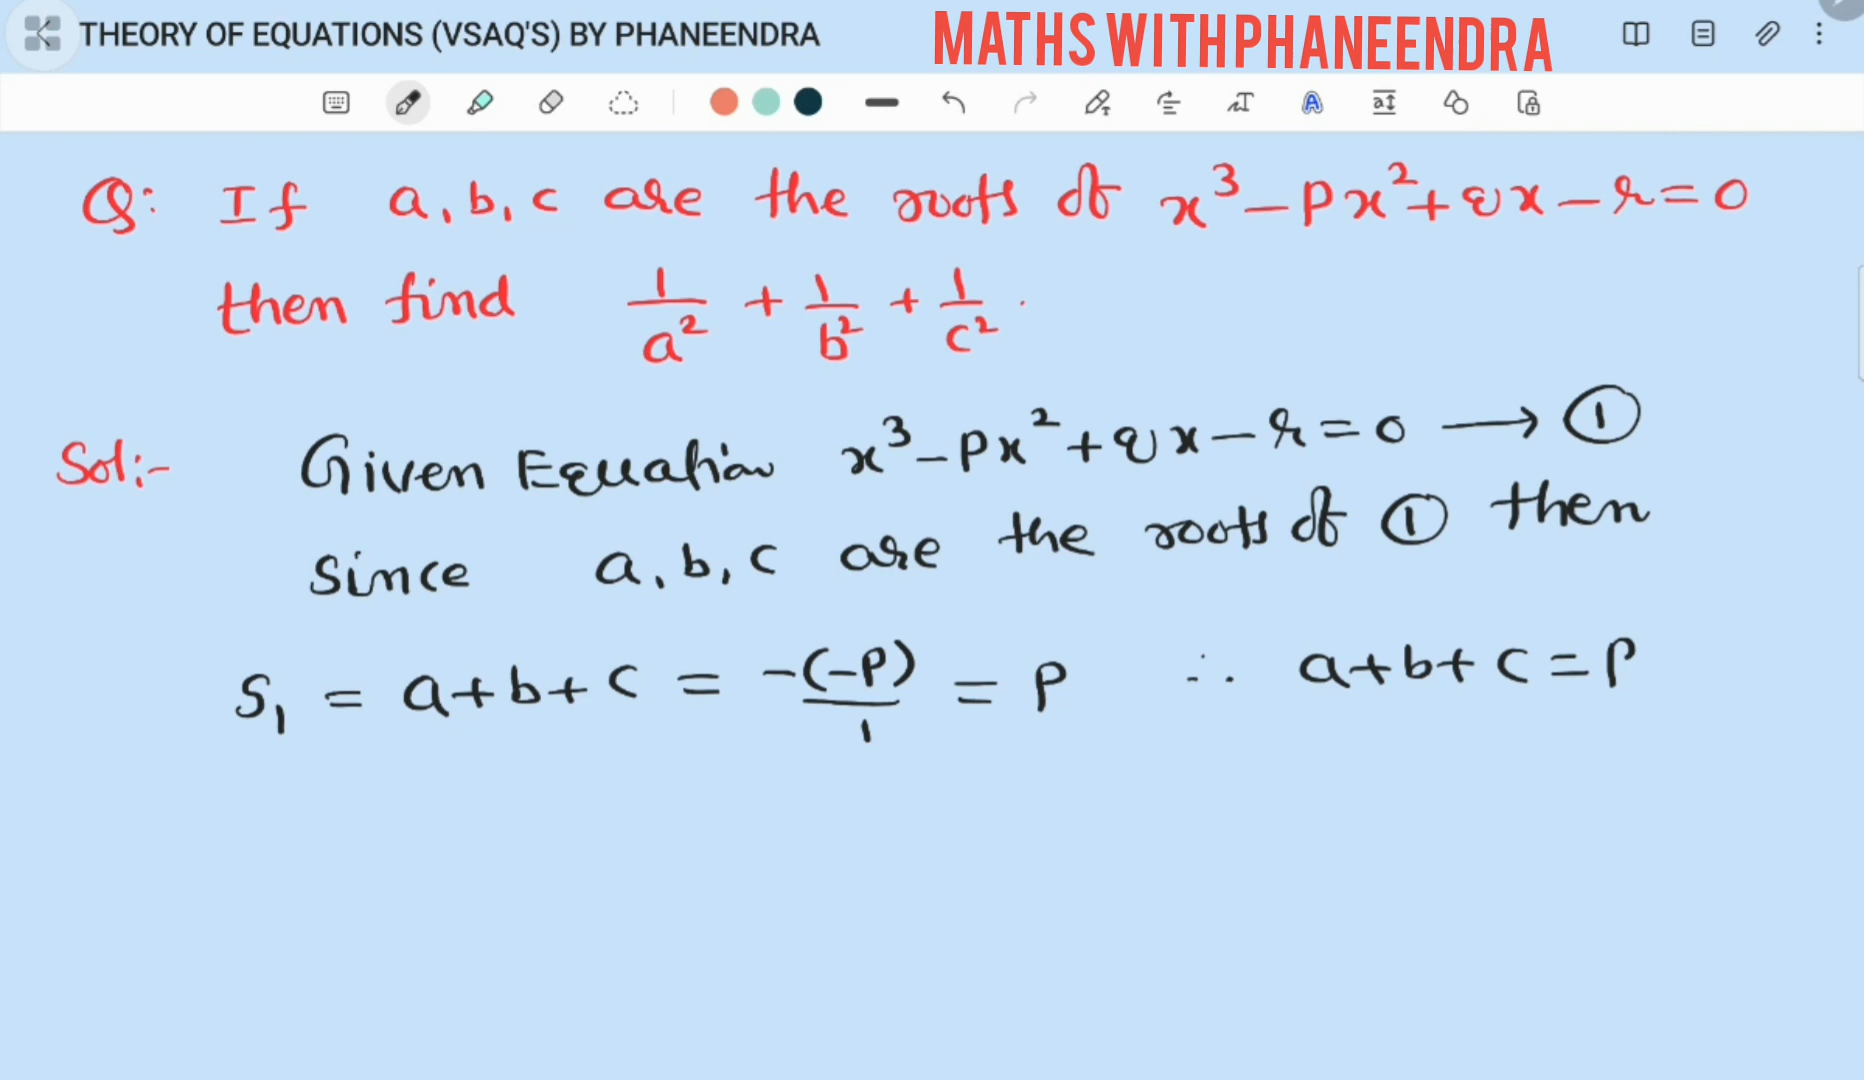 THEORY OF EQUATIONS (VSAQ'S) BY PHANEENDRA
MATHS WITH PHANEENDRA
Q: If a, b, c are the roots of x³ - px² + qx - r = 0
then find 1/a² + 1/b² + 1/c² .
Sol:- Given Equation x³ - px² + qx - r = 0 → ①
Since a, b, c are the roots of ① then
S₁ = a + b + c = -(-P)/1 = P ∴ a + b + c = P